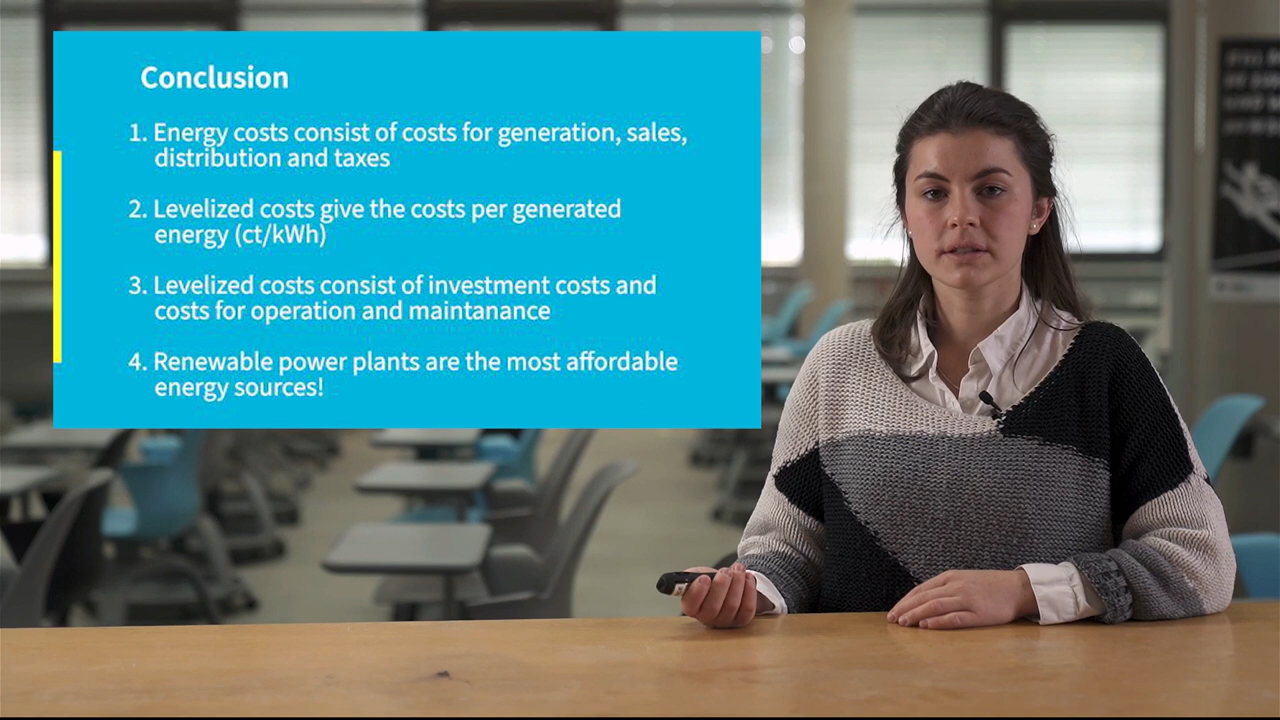 Conclusion
1. Energy costs consist of costs for generation, sales,
distribution and taxes
2. Levelized costs give the costs per generated
energy (ct/kWh)
3. Levelized costs consist of investment costs and
costs for operation and maintanance
4. Renewable power plants are the most affordable
energy sources!